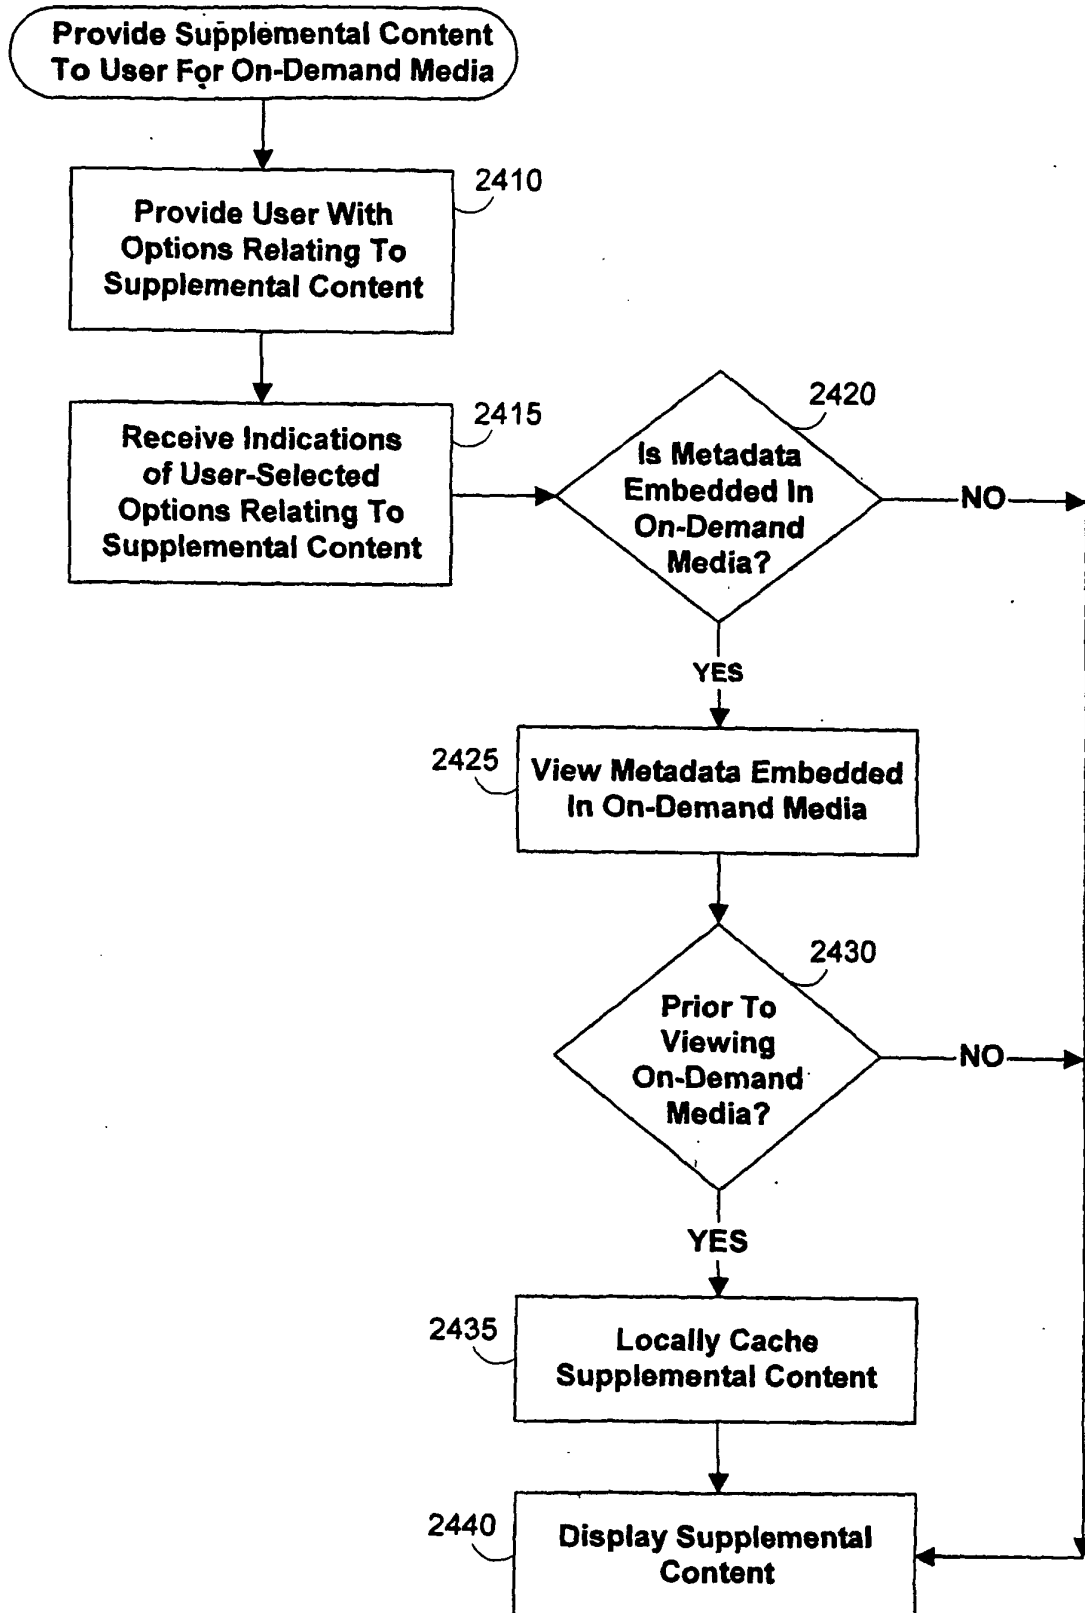 Provide Supplemental Content
To User For On-Demand Media
2410
Provide User With
Options Relating To
Supplemental Content
2415
Receive Indications
of User-Selected
Options Relating To
Supplemental Content
2420
Is Metadata
Embedded In
On-Demand
Media?
NO
YES
2425
View Metadata Embedded
In On-Demand Media
2430
Prior To
Viewing
On-Demand
Media?
NO
YES
2435
Locally Cache
Supplemental Content
2440
Display Supplemental
Content